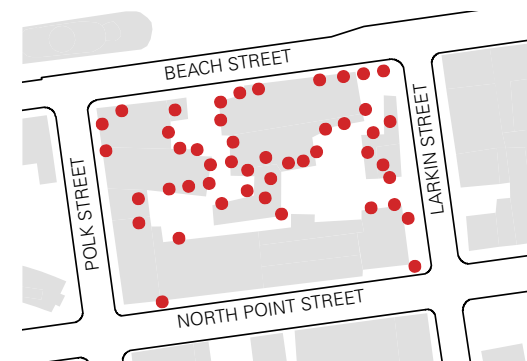 BEACH STREET
LARKIN STREET
POLK STREET
NORTH POINT STREET